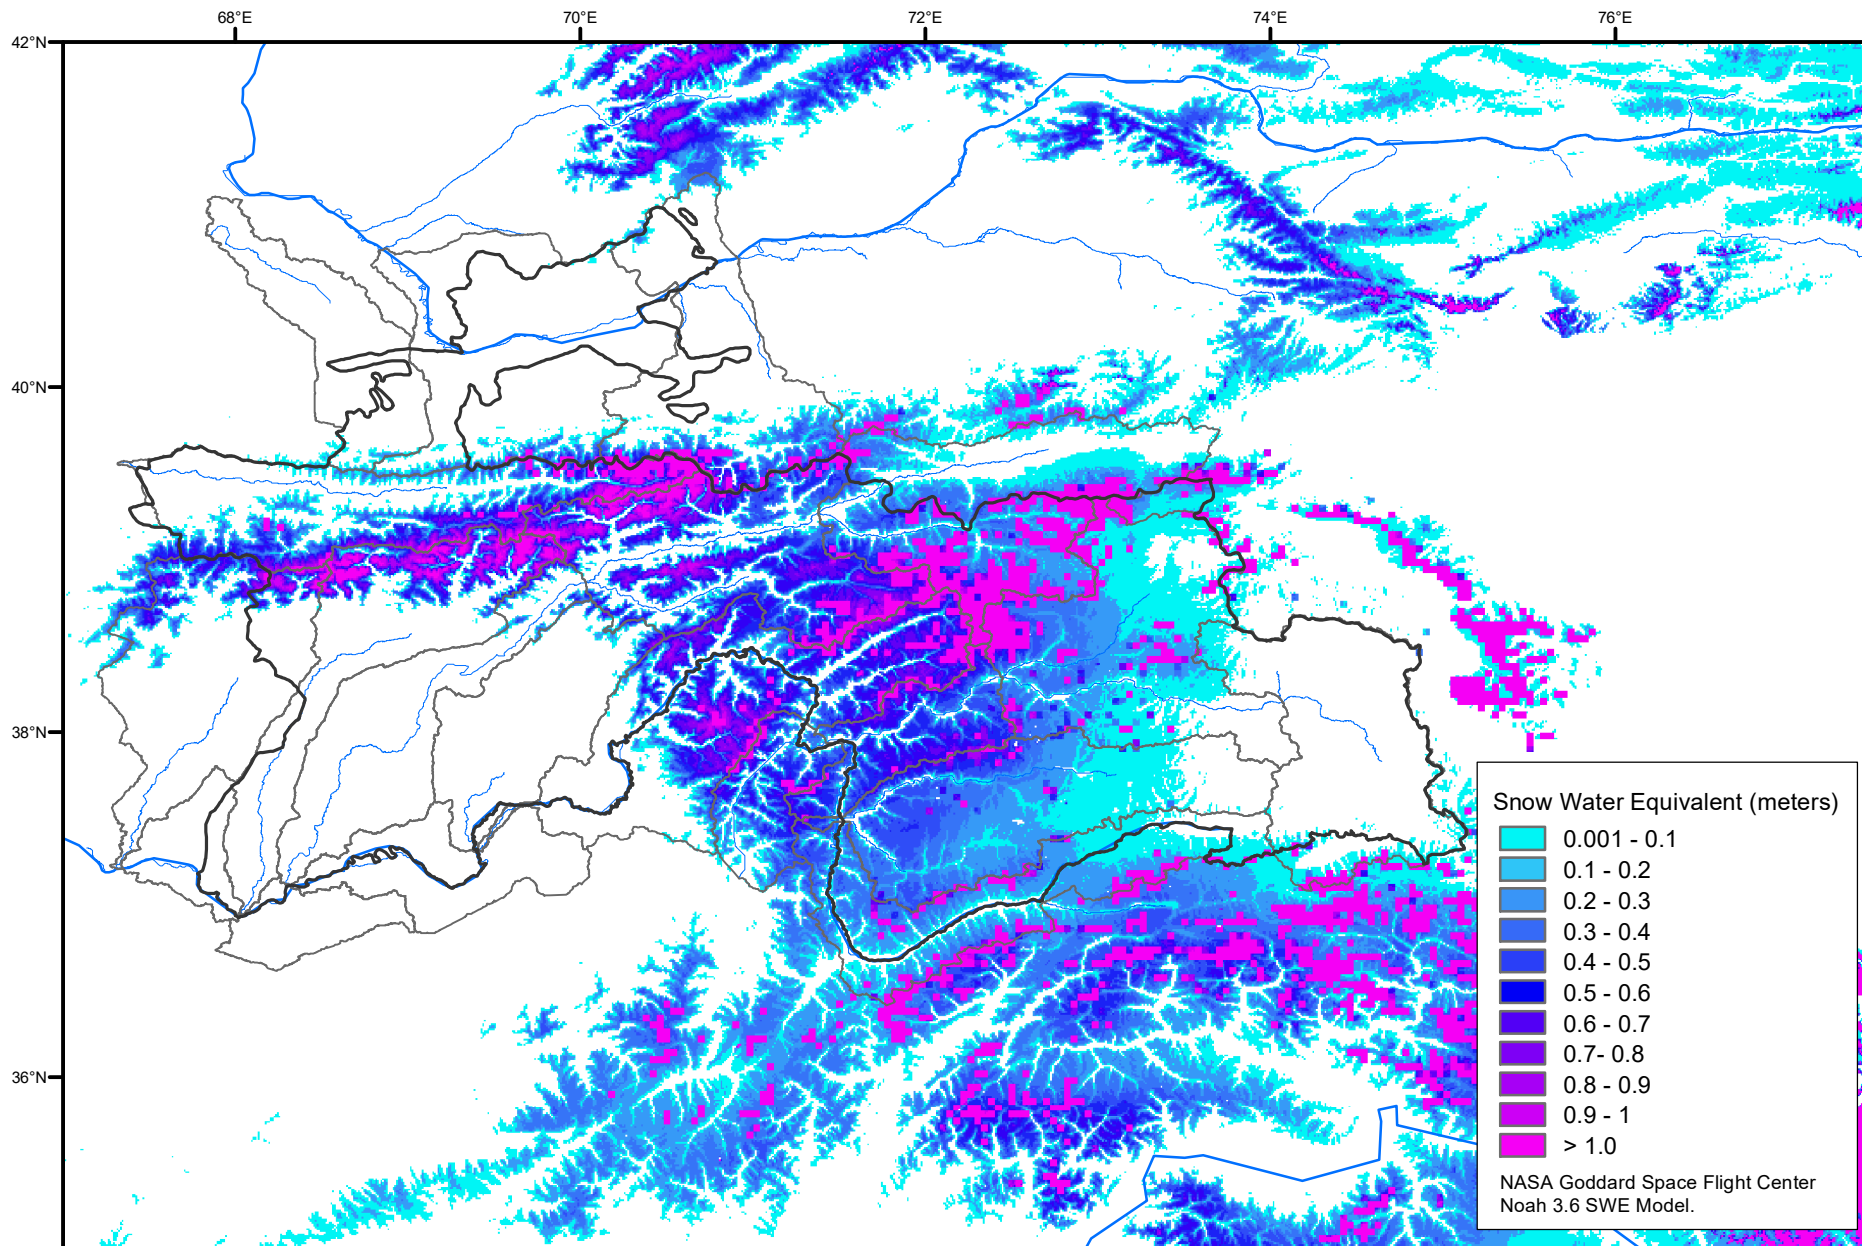 68°E
70°E
72°E
74°E
76°E
42°N
40°N
38°N
36°N
Snow Water Equivalent (meters)
0.001 - 0.1
0.1 - 0.2
0.2 - 0.3
0.3 - 0.4
0.4 - 0.5
0.5 - 0.6
0.6 - 0.7
0.7- 0.8
0.8 - 0.9
0.9 - 1
> 1.0
NASA Goddard Space Flight Center
Noah 3.6 SWE Model.